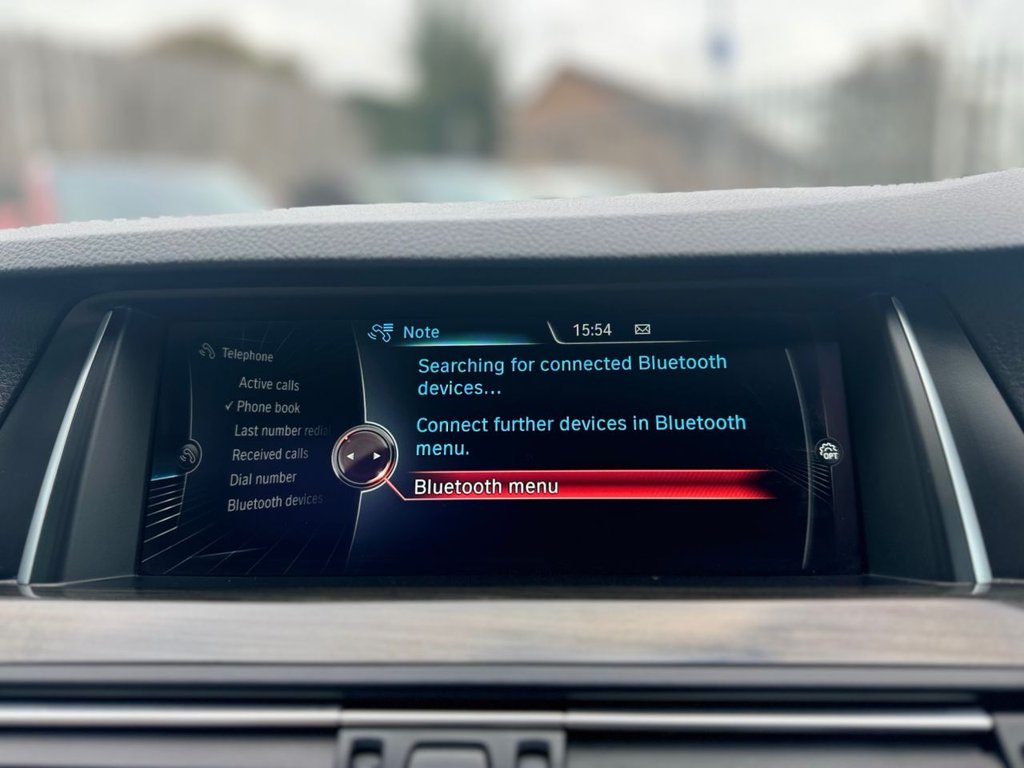 Telephone
Active calls
✓ Phone book
Last number redial
Received calls
Dial number
Bluetooth devices
Note
15:54
Searching for connected Bluetooth
devices...
Connect further devices in Bluetooth
menu.
Bluetooth menu
OPT